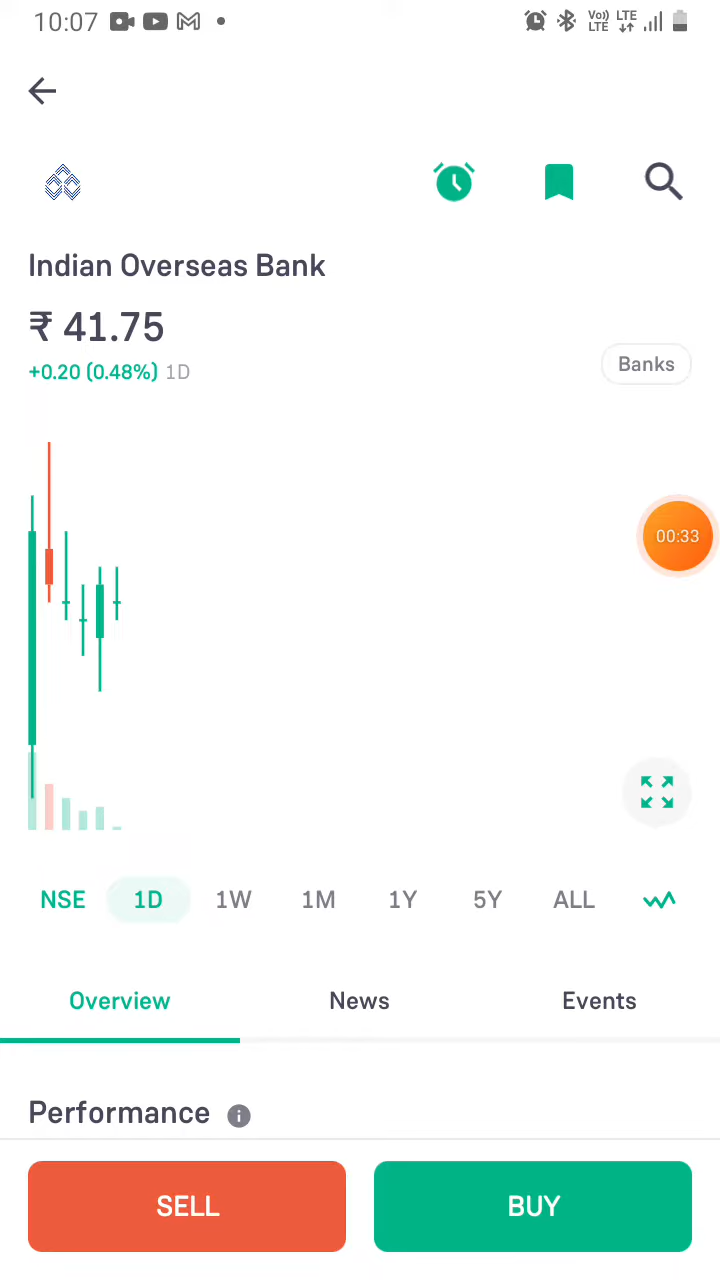 10:07
Vo) LTE
LTE
Indian Overseas Bank
₹ 41.75
+0.20 (0.48%) 1D
Banks
00:33
NSE 1D 1W 1M 1Y 5Y ALL
Overview News Events
Performance
SELL BUY